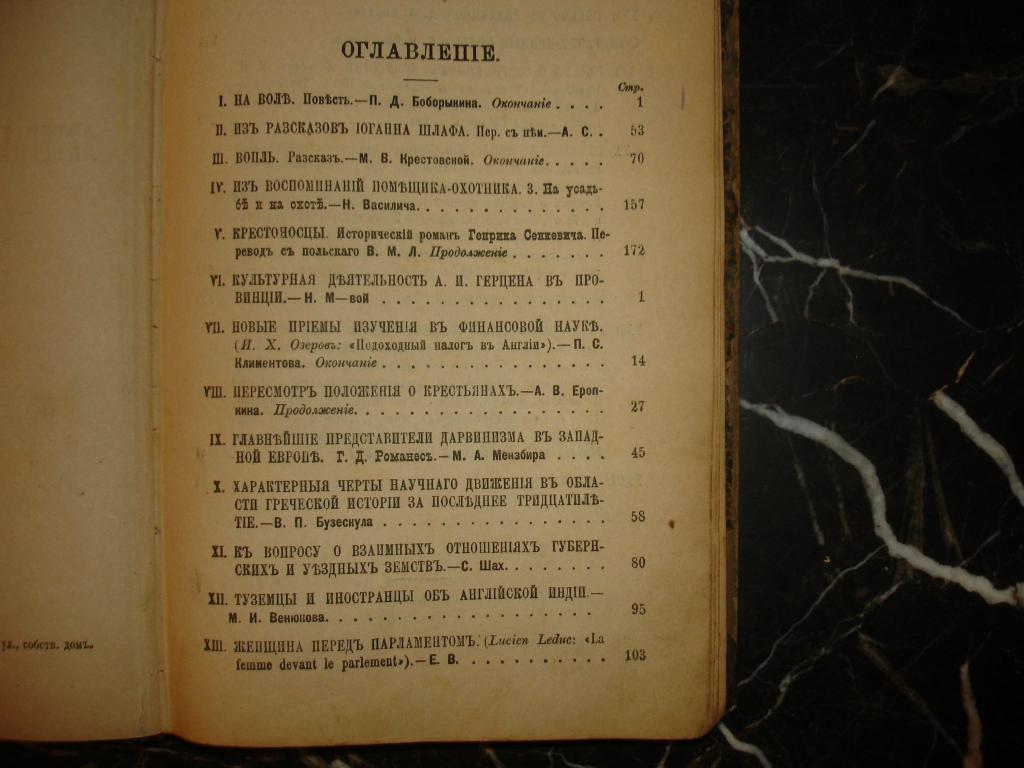 ОГЛАВЛЕНІЕ.
Стр.
I. НА ВОЛѢ. Повѣсть.—П. Д. Боборыкина. Окончаніе . . . . 1
II. ИЗЪ РАЗСКАЗОВЪ ІОГАННА ШЛАФА. Пер. съ нѣм.—А. С. . 53
III. ВОПЛЬ. Разсказъ.—М. В. Крестовской. Окончаніе. . . . . 70
IV. ИЗЪ ВОСПОМИНАНІЙ ПОМѢЩИКА-ОХОТНИКА. 3. На усадь-
бѣ и на охотѣ.—Н. Василича. . . . . . . . . . . . . . 157
V. КРЕСТОНОСЦЫ. Историческій романъ Генрика Сенкевича. Пе-
реводъ съ польскаго В. М. Л. Продолженіе . . . . . . . 172
VI. КУЛЬТУРНАЯ ДѢЯТЕЛЬНОСТЬ А. И. ГЕРЦЕНА ВЪ ПРО-
ВИНЦІИ.—Н. М—вой . . . . . . . . . . . . . . . . 1
VII. НОВЫЕ ПРІЕМЫ ИЗУЧЕНІЯ ВЪ ФИНАНСОВОЙ НАУКѢ.
(И. Х. Озеровъ: «Подоходный налогъ въ Англіи»).—П. С.
Климентова. Окончаніе . . . . . . . . . . . . . . . . 14
VIII. ПЕРЕСМОТРЪ ПОЛОЖЕНІЯ О КРЕСТЬЯНАХЪ.—А. В. Ероп-
кина. Продолженіе. . . . . . . . . . . . . . . . . . 27
IX. ГЛАВНѢЙШІЕ ПРЕДСТАВИТЕЛИ ДАРВИНИЗМА ВЪ ЗАПАД-
НОЙ ЕВРОПѢ. Г. Д. Романесъ.—М. А. Мензбира . . . . 45
X. ХАРАКТЕРНЫЯ ЧЕРТЫ НАУЧНАГО ДВИЖЕНІЯ ВЪ ОБЛА-
СТИ ГРЕЧЕСКОЙ ИСТОРІИ ЗА ПОСЛѢДНЕЕ ТРИДЦАТИЛѢ-
ТІЕ.—В. П. Бузескула . . . . . . . . . . . . . . . . 58
XI. КЪ ВОПРОСУ О ВЗАИМНЫХЪ ОТНОШЕНІЯХЪ ГУБЕРН-
СКИХЪ И УѢЗДНЫХЪ ЗЕМСТВЪ.—С. Шах. . . . . . . . 80
XII. ТУЗЕМЦЫ И ИНОСТРАНЦЫ ОБЪ АНГЛІЙСКОЙ ИНДІИ.—
М. И. Венюкова. . . . . . . . . . . . . . . . . . . 95
XIII. ЖЕНЩИНА ПЕРЕДЪ ПАРЛАМЕНТОМЪ. (Lucien Leduc: «La
femme devant le parlement»).—Е. В. . . . . . . . . . . 103
ул., собств. домъ.